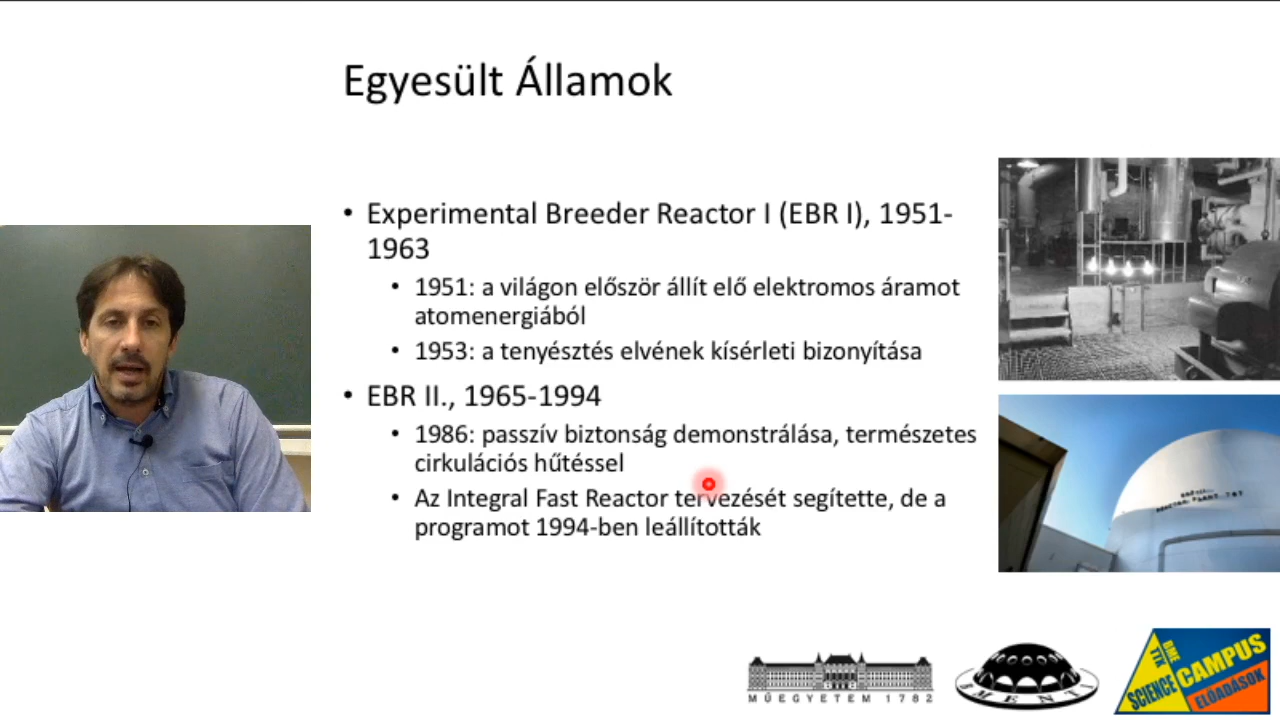 Egyesült Államok
• Experimental Breeder Reactor I (EBR I), 1951-
1963
• 1951: a világon először állít elő elektromos áramot
atomenergiából
• 1953: a tenyésztés elvének kísérleti bizonyítása
• EBR II., 1965-1994
• 1986: passzív biztonság demonstrálása, természetes
cirkulációs hűtéssel
• Az Integral Fast Reactor tervezését segítette, de a
programot 1994-ben leállították
MŰEGYETEM 1782
BME NTI
BME
TTK
SCIENCE
CAMPUS
ELŐADÁSOK